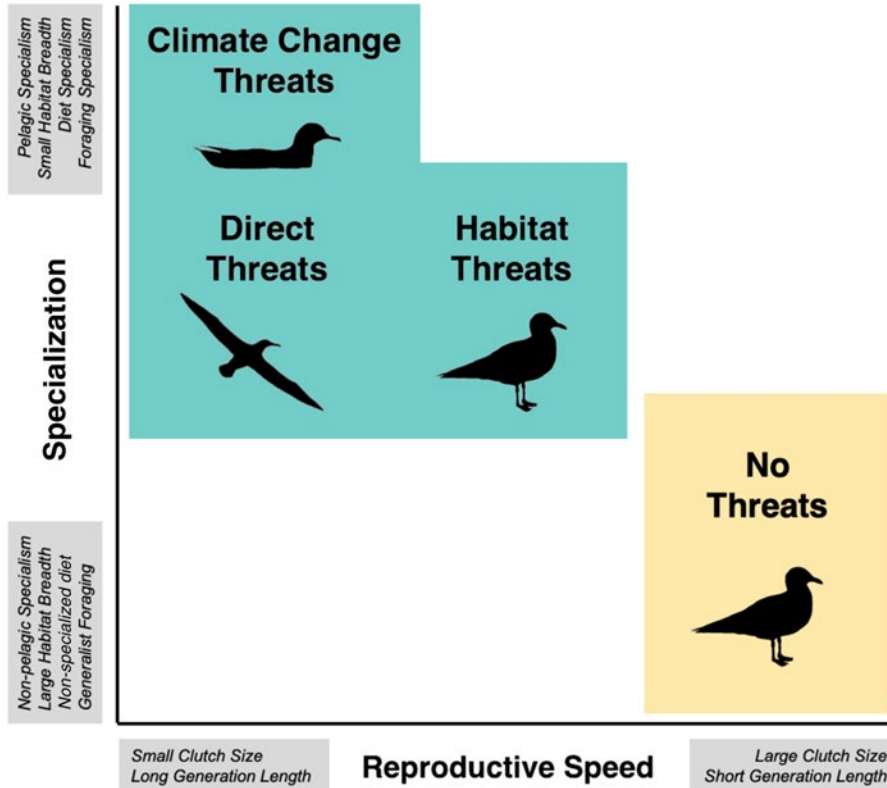 Pelagic Specialism
Small Habitat Breadth
Diet Specialism
Foraging Specialism
Specialization
Non-pelagic Specialism
Large Habitat Breadth
Non-specialized diet
Generalist Foraging
Climate Change
Threats
Direct
Threats
Habitat
Threats
No
Threats
Small Clutch Size
Long Generation Length
Reproductive Speed
Large Clutch Size
Short Generation Length